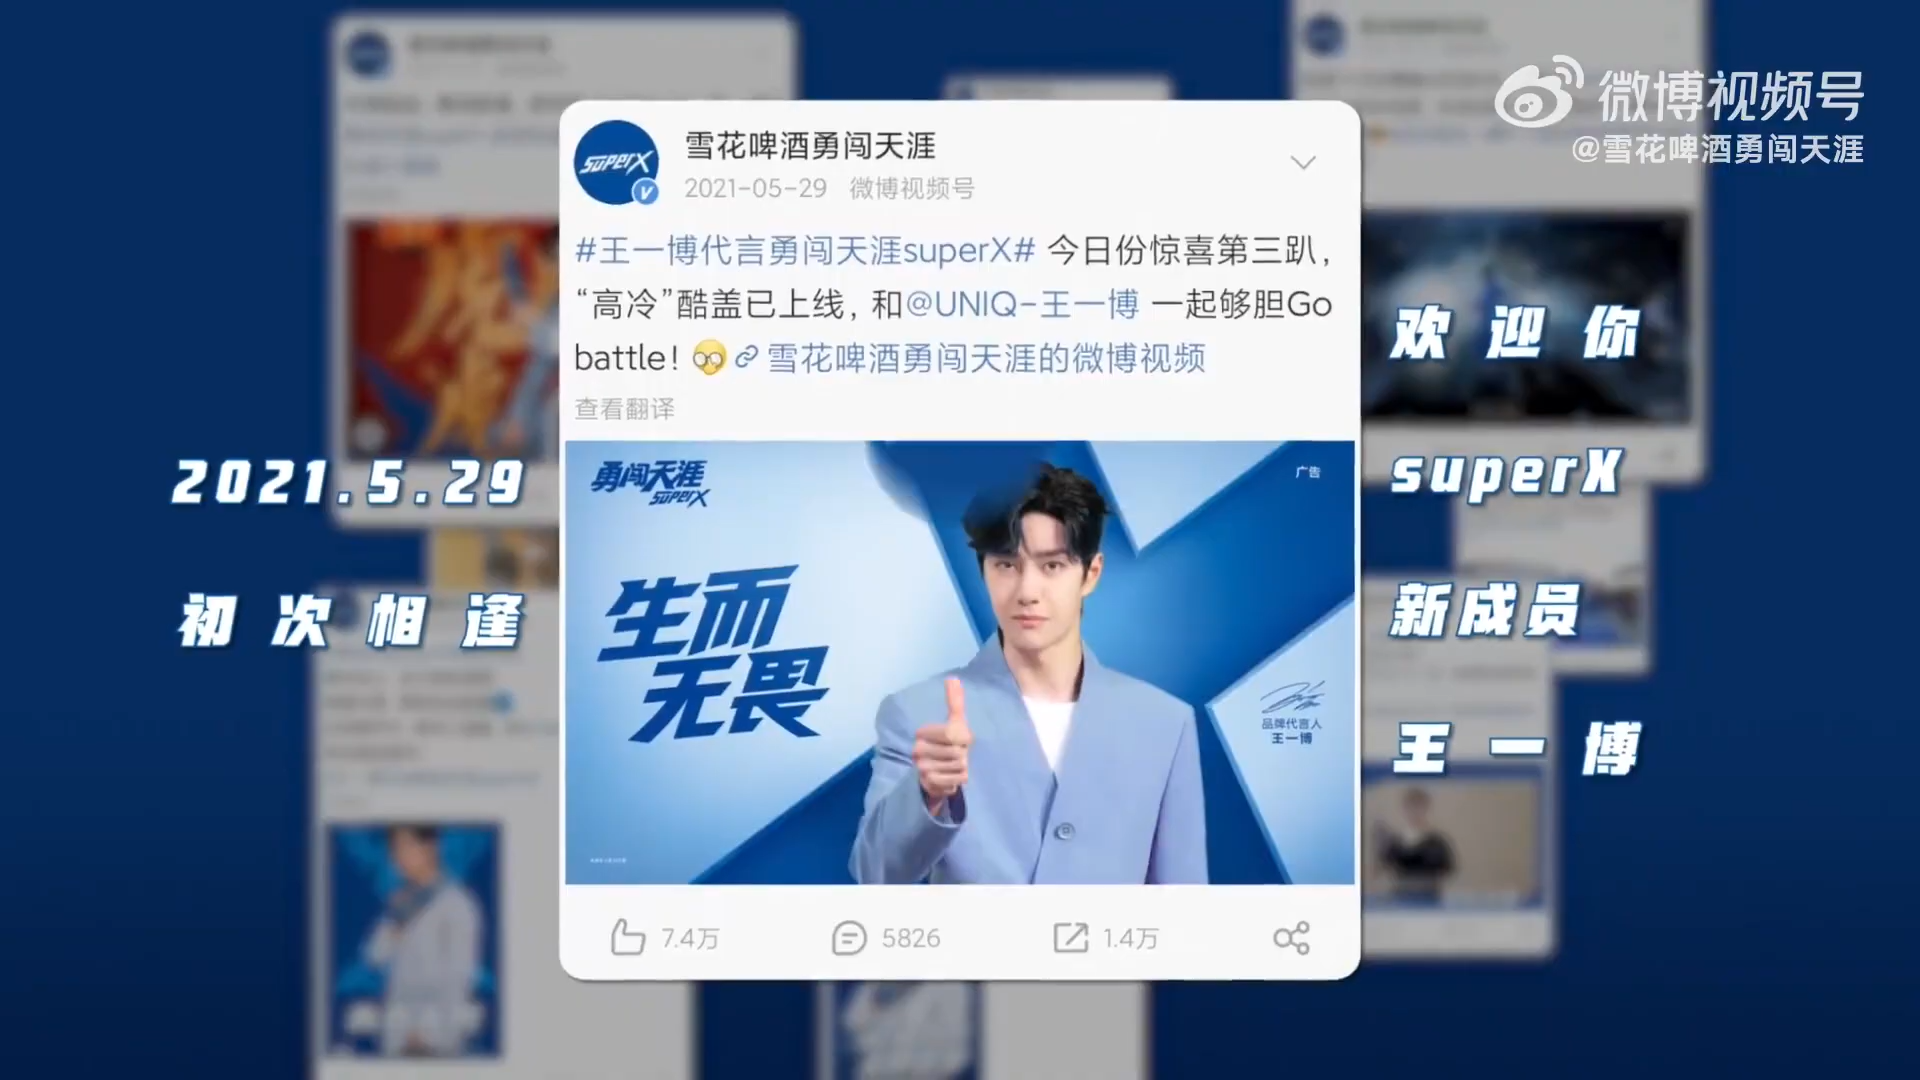 微博视频号
@雪花啤酒勇闯天涯
superX
雪花啤酒勇闯天涯
2021-05-29 微博视频号
#王一博代言勇闯天涯superX# 今日份惊喜第三趴，
“高冷”酷盖已上线，和@UNIQ-王一博 一起够胆Go
battle！雪花啤酒勇闯天涯的微博视频
查看翻译
勇闯天涯
superX
广告
生而
无畏
品牌代言人
王一博
7.4万
5826
1.4万
2021.5.29
初次相逢
欢迎你
superX
新成员
王一博